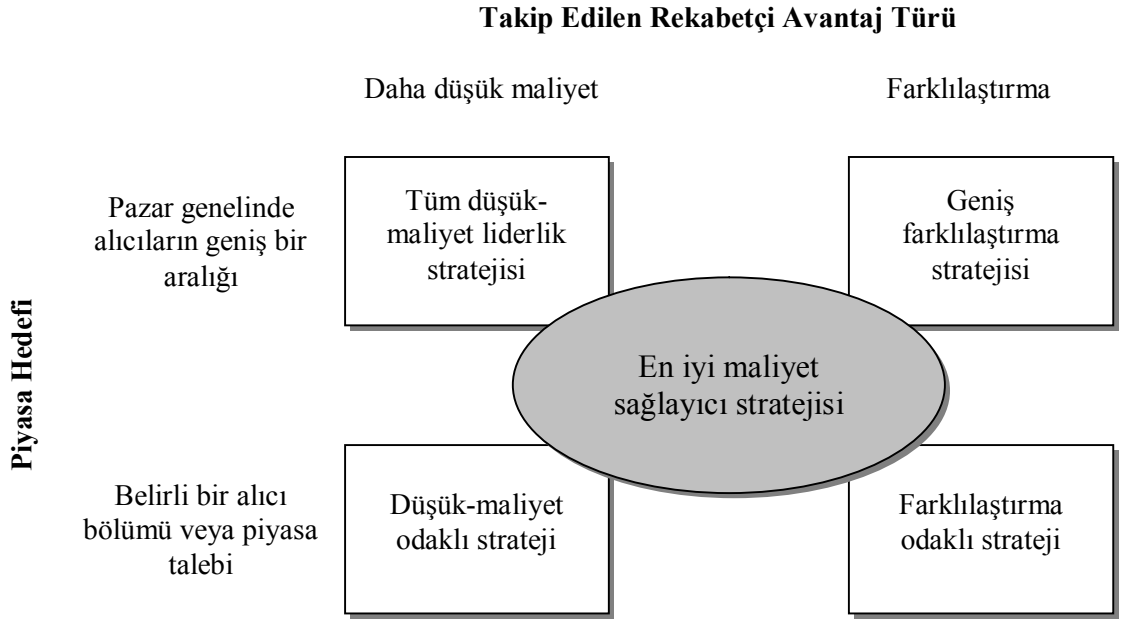 Takip Edilen Rekabetçi Avantaj Türü
Daha düşük maliyet
Farklılaştırma
Piyasa Hedefi
Pazar genelinde
alıcıların geniş bir
aralığı
Tüm düşük-
maliyet liderlik
stratejisi
Geniş
farklılaştırma
stratejisi
En iyi maliyet
sağlayıcı stratejisi
Belirli bir alıcı
bölümü veya piyasa
talebi
Düşük-maliyet
odaklı strateji
Farklılaştırma
odaklı strateji